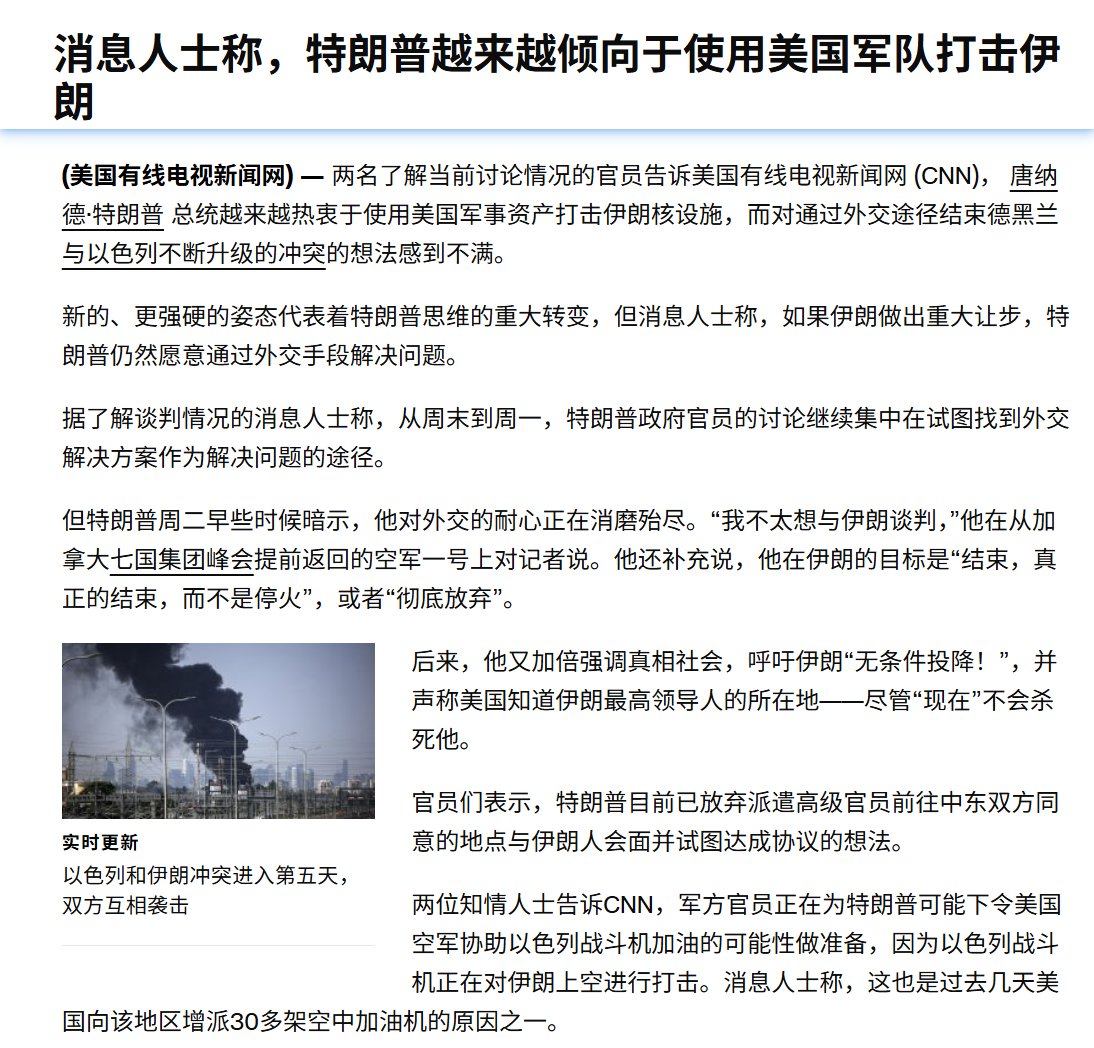 消息人士称，特朗普越来越倾向于使用美国军队打击伊
朗
(美国有线电视新闻网) — 两名了解当前讨论情况的官员告诉美国有线电视新闻网 (CNN)， 唐纳
德·特朗普 总统越来越热衷于使用美国军事资产打击伊朗核设施，而对通过外交途径结束德黑兰
与以色列不断升级的冲突的想法感到不满。
新的、更强硬的姿态代表着特朗普思维的重大转变，但消息人士称，如果伊朗做出重大让步，特
朗普仍然愿意通过外交手段解决问题。
据了解谈判情况的消息人士称，从周末到周一，特朗普政府官员的讨论继续集中在试图找到外交
解决方案作为解决问题的途径。
但特朗普周二早些时候暗示，他对外交的耐心正在消磨殆尽。“我不太想与伊朗谈判，”他在从加
拿大七国集团峰会提前返回的空军一号上对记者说。他还补充说，他在伊朗的目标是“结束，真
正的结束，而不是停火”，或者“彻底放弃”。
实时更新
以色列和伊朗冲突进入第五天，
双方互相袭击
后来，他又加倍强调真相社会，呼吁伊朗“无条件投降！”，并
声称美国知道伊朗最高领导人的所在地——尽管“现在”不会杀
死他。
官员们表示，特朗普目前已放弃派遣高级官员前往中东双方同
意的地点与伊朗人会面并试图达成协议的想法。
两位知情人士告诉CNN，军方官员正在为特朗普可能下令美国
空军协助以色列战斗机加油的可能性做准备，因为以色列战斗
机正在对伊朗上空进行打击。消息人士称，这也是过去几天美
国向该地区增派30多架空中加油机的原因之一。